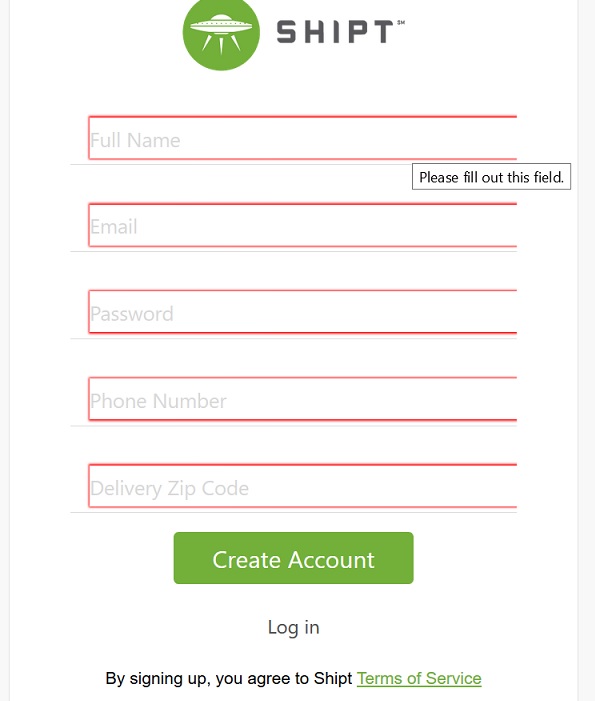 SHIPT℠
Full Name
Please fill out this field.
Email
Password
Phone Number
Delivery Zip Code
Create Account
Log in
By signing up, you agree to Shipt Terms of Service